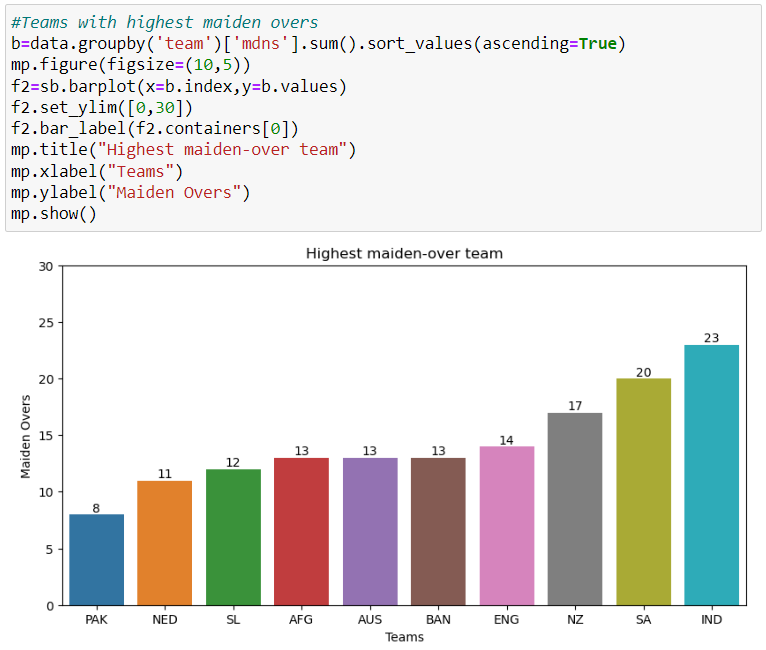 #Teams with highest maiden overs
b=data.groupby('team')['mdns'].sum().sort_values(ascending=True)
mp.figure(figsize=(10,5))
f2=sb.barplot(x=b.index,y=b.values)
f2.set_ylim([0,30])
f2.bar_label(f2.containers[0])
mp.title("Highest maiden-over team")
mp.xlabel("Teams")
mp.ylabel("Maiden Overs")
mp.show()
Highest maiden-over team
Maiden Overs
30
25
20
15
10
5
0
8
11
12
13
13
13
14
17
20
23
PAK NED SL AFG AUS BAN ENG NZ SA IND
Teams